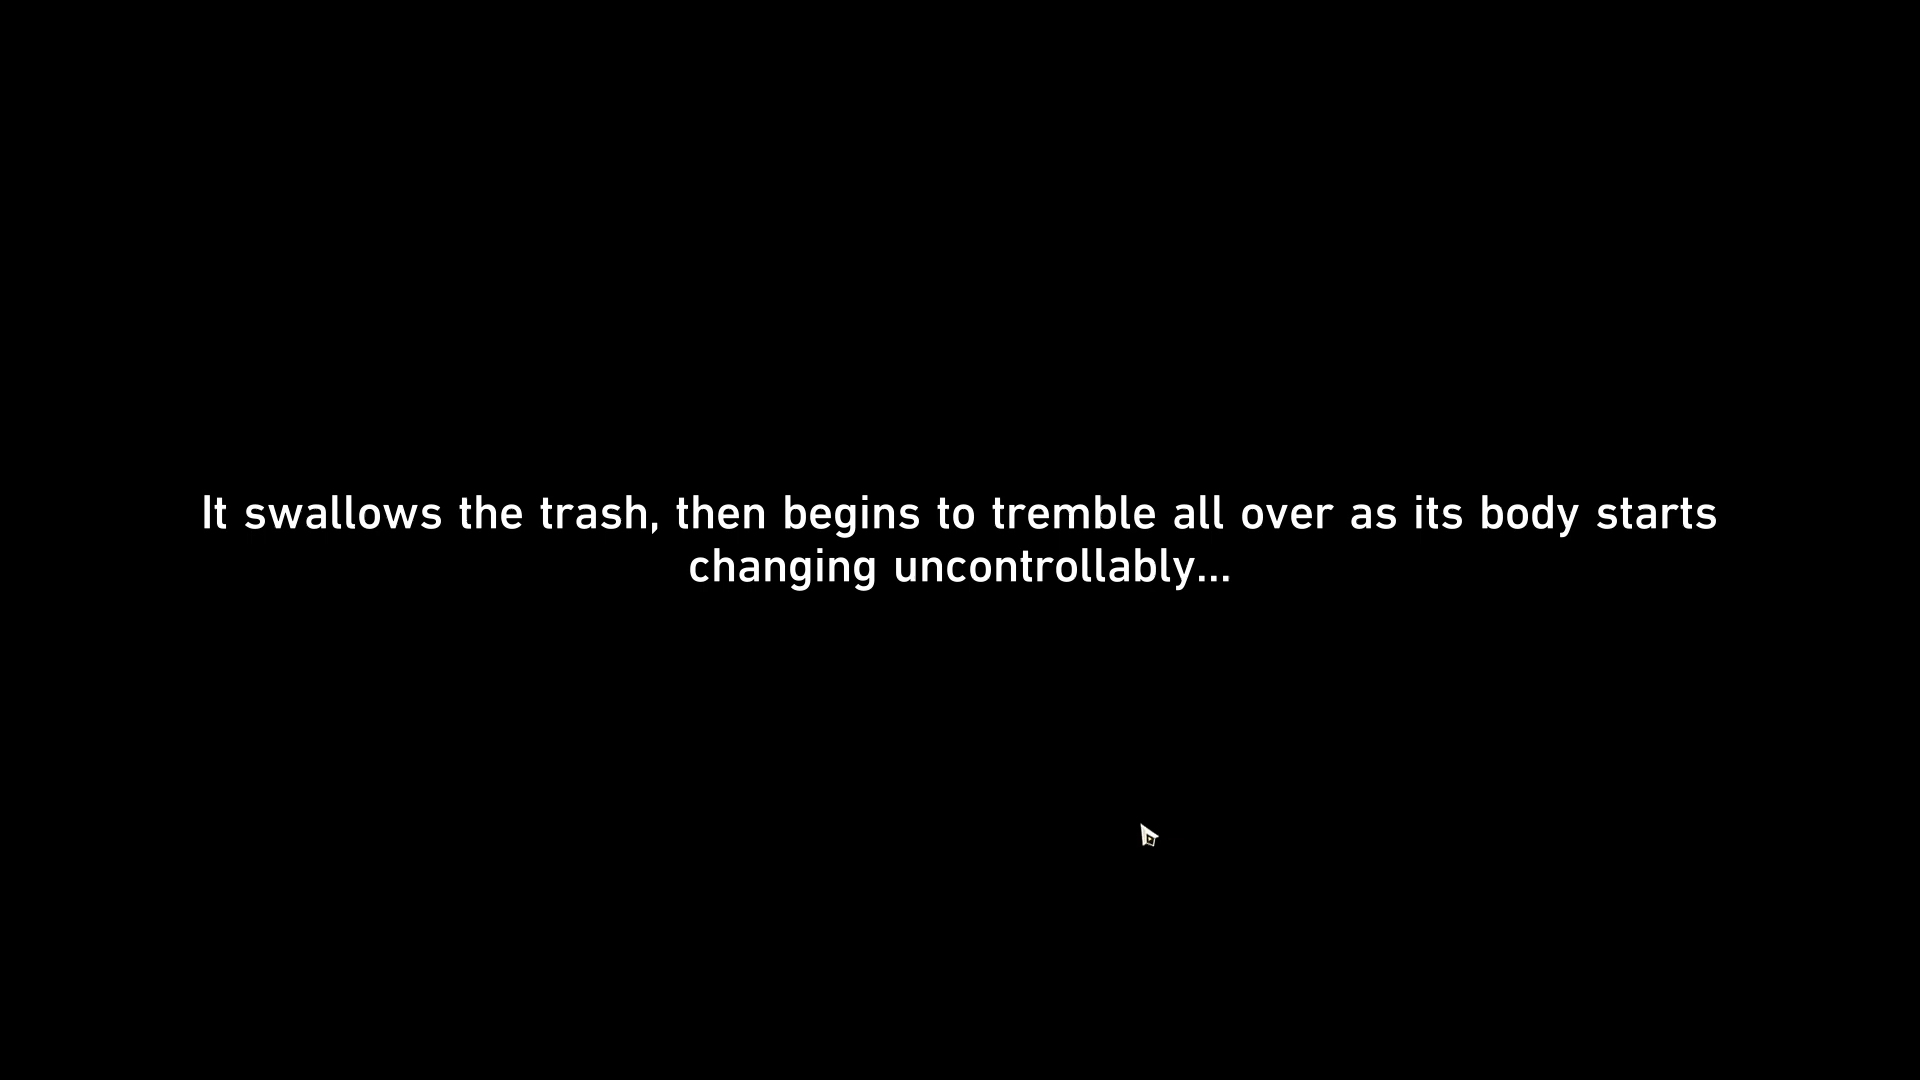 It swallows the trash, then begins to tremble all over as its body starts
changing uncontrollably...